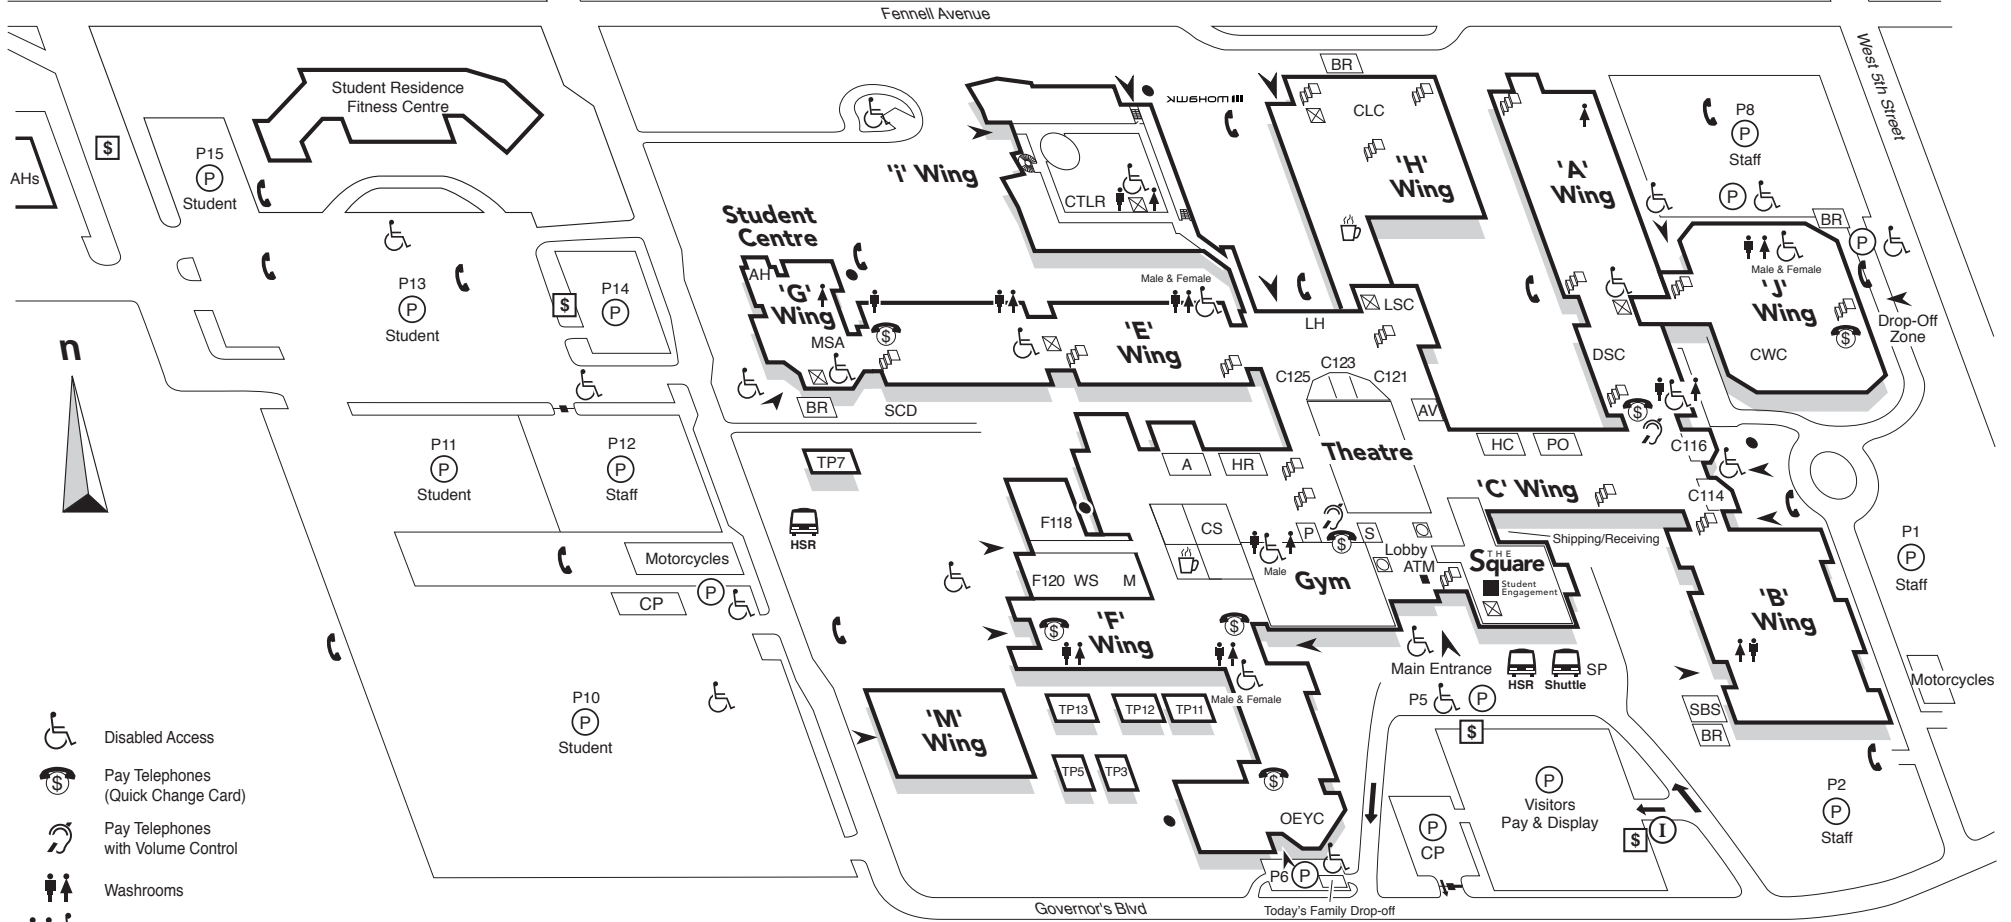 Fennell Avenue
West 5th Street
Student Residence
Fitness Centre
AHs
$
P15
P
Student
P13
P
Student
$
P14
P
n
P11
P
Student
P12
P
Staff
Motorcycles
P
CP
P10
P
Student
Disabled Access
$
Pay Telephones
(Quick Change Card)
Pay Telephones
with Volume Control
Washrooms
Student
Centre
AH
'G'
Wing
MSA
$
BR
SCD
TP7
HSR
'i' Wing
CTLR
Male & Female
'E'
Wing
BR
CLC
'H'
Wing
LH
LSC
C125
C123
C121
AV
Theatre
A
HR
HC
PO
'A'
Wing
DSC
$
C116
C114
P8
P
Staff
P
BR
P
Male & Female
'J'
Wing
$
CWC
Drop-Off
Zone
'C' Wing
Shipping/Receiving
CS
P
$
S
Lobby
ATM
Male
Gym
THE
Square
Student
Engagement
F118
F120
WS
M
$
'F'
Wing
$
Male & Female
'M'
Wing
TP13
TP12
TP11
TP5
TP3
$
OEYC
P6
P
Today's Family Drop-off
Governor's Blvd
Main Entrance
HSR
Shuttle
SP
P5
P
$
P
Visitors
Pay & Display
P
CP
$
I
'B'
Wing
SBS
BR
P1
P
Staff
Motorcycles
P2
P
Staff